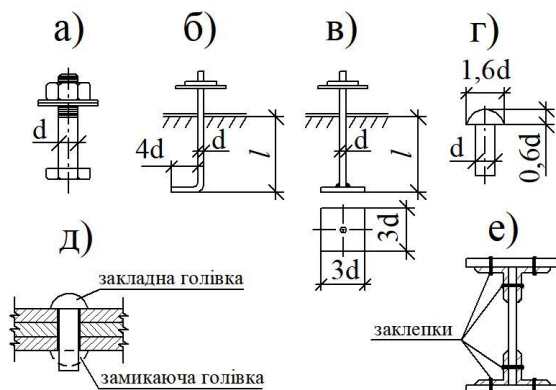 а)
б)
в)
г)
1,6d
d
4d
d
l
d
l
d
0,6d
3d
3d
д)
закладна голівка
замикаюча голівка
е)
заклепки